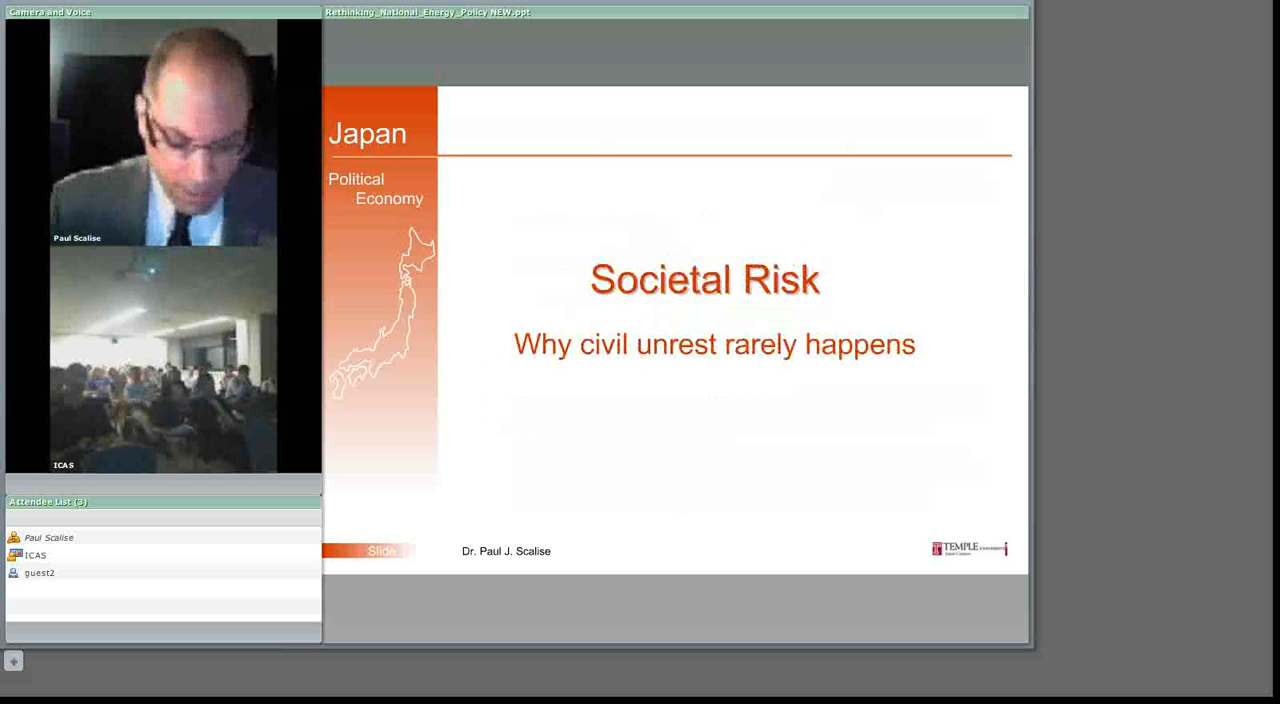 Camera and Voice
Rethinking_National_Energy_Policy NEW.ppt
Paul Scalise
ICAS
Attendee List (3)
Paul Scalise
ICAS
guest2
Japan
Political
Economy
Societal Risk
Why civil unrest rarely happens
Slide
Dr. Paul J. Scalise
TEMPLE UNIVERSITY